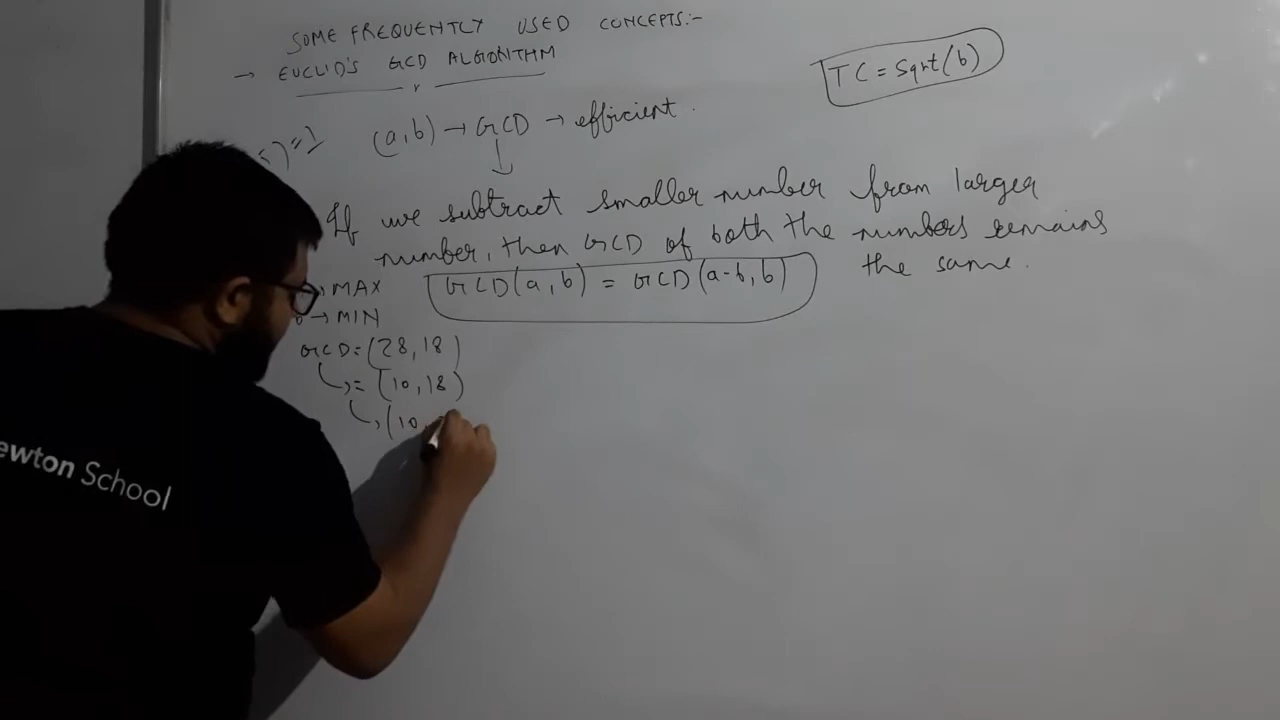 SOME FREQUENTLY USED CONCEPTS:-
→ EUCLID'S GCD ALGORITHM
TC = Sqrt(b)
(a,b) → GCD → efficient.
If we subtract smaller number from larger
number, then GCD of both the numbers remains
the same.
GCD(a,b) = GCD(a-b,b)
→ MAX
→ MIN
GCD=(28,18)
= (10,18)
(10,
ewton School